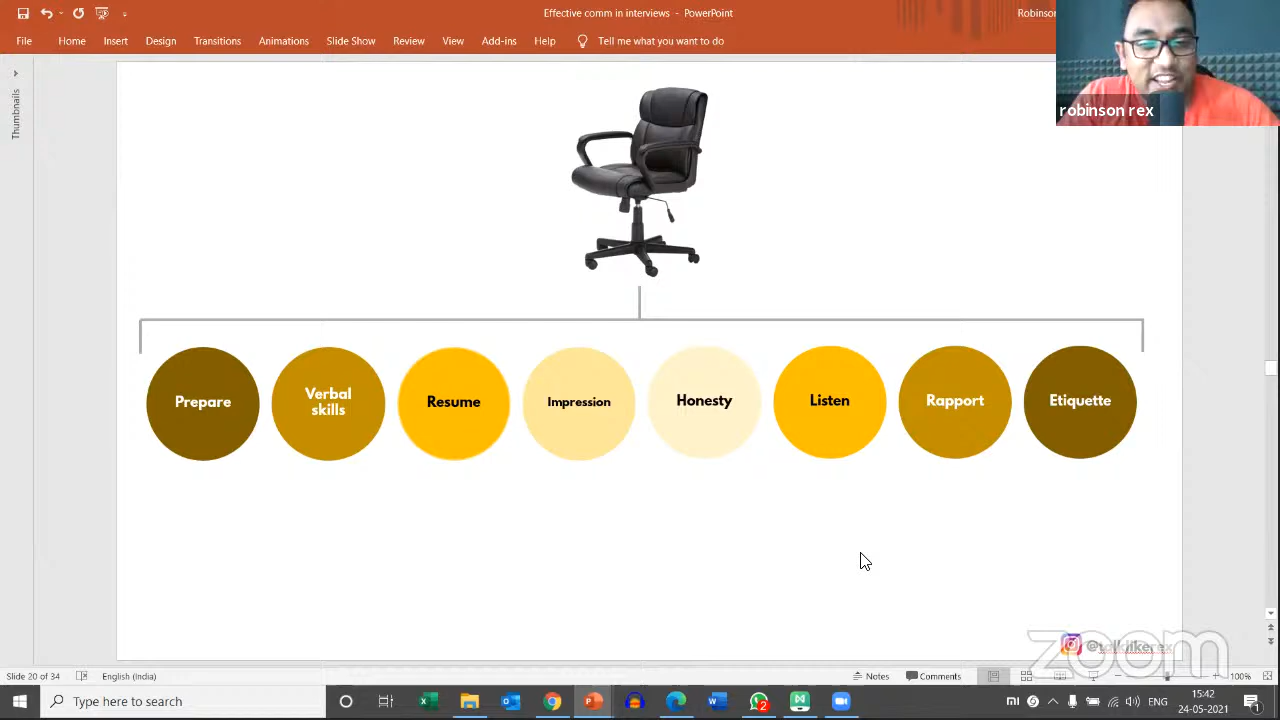 Effective comm in interviews - PowerPoint
Robinson
File Home Insert Design Transitions Animations Slide Show Review View Add-ins Help Tell me what you want to do
robinson rex
Thumbnails
Prepare
Verbal
skills
Resume
Impression
Honesty
Listen
Rapport
Etiquette
@talklikerex
zoom
Slide 20 of 34 English (India) Notes Comments 100%
Type here to search
2
ENG
15:42
24-05-2021
1